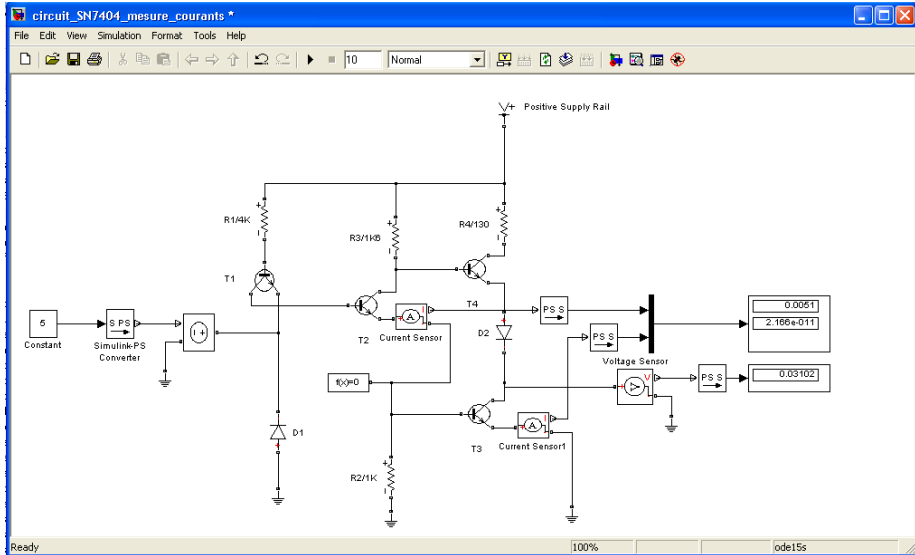 circuit_SN7404_mesure_courants *
File Edit View Simulation Format Tools Help
10 Normal
V+ Positive Supply Rail
R1/4K
R3/1K6
R4/130
T1
T4
0.0051
2.166e-011
5
S PS
I +
A
I
PS S
D2
PS S
Constant
Simulink-PS
Converter
T2
Current Sensor
Voltage Sensor
f(x)=0
V
PS S
0.03102
D1
A
I
T3
Current Sensor1
R2/1K
Ready 100% ode15s